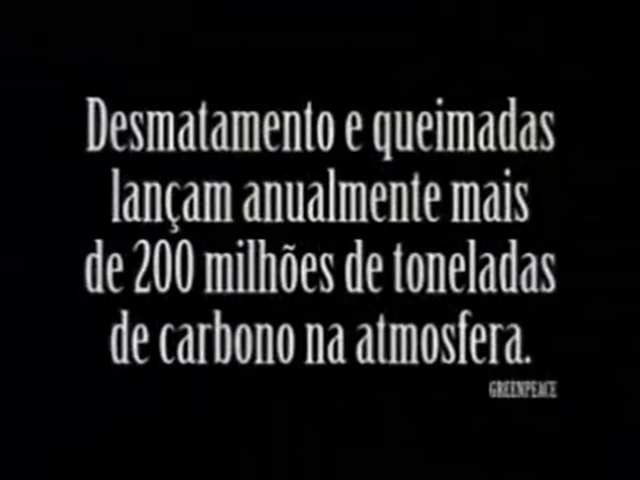 Desmatamento e queimadas
lançam anualmente mais
de 200 milhões de toneladas
de carbono na atmosfera.
GREENPEACE